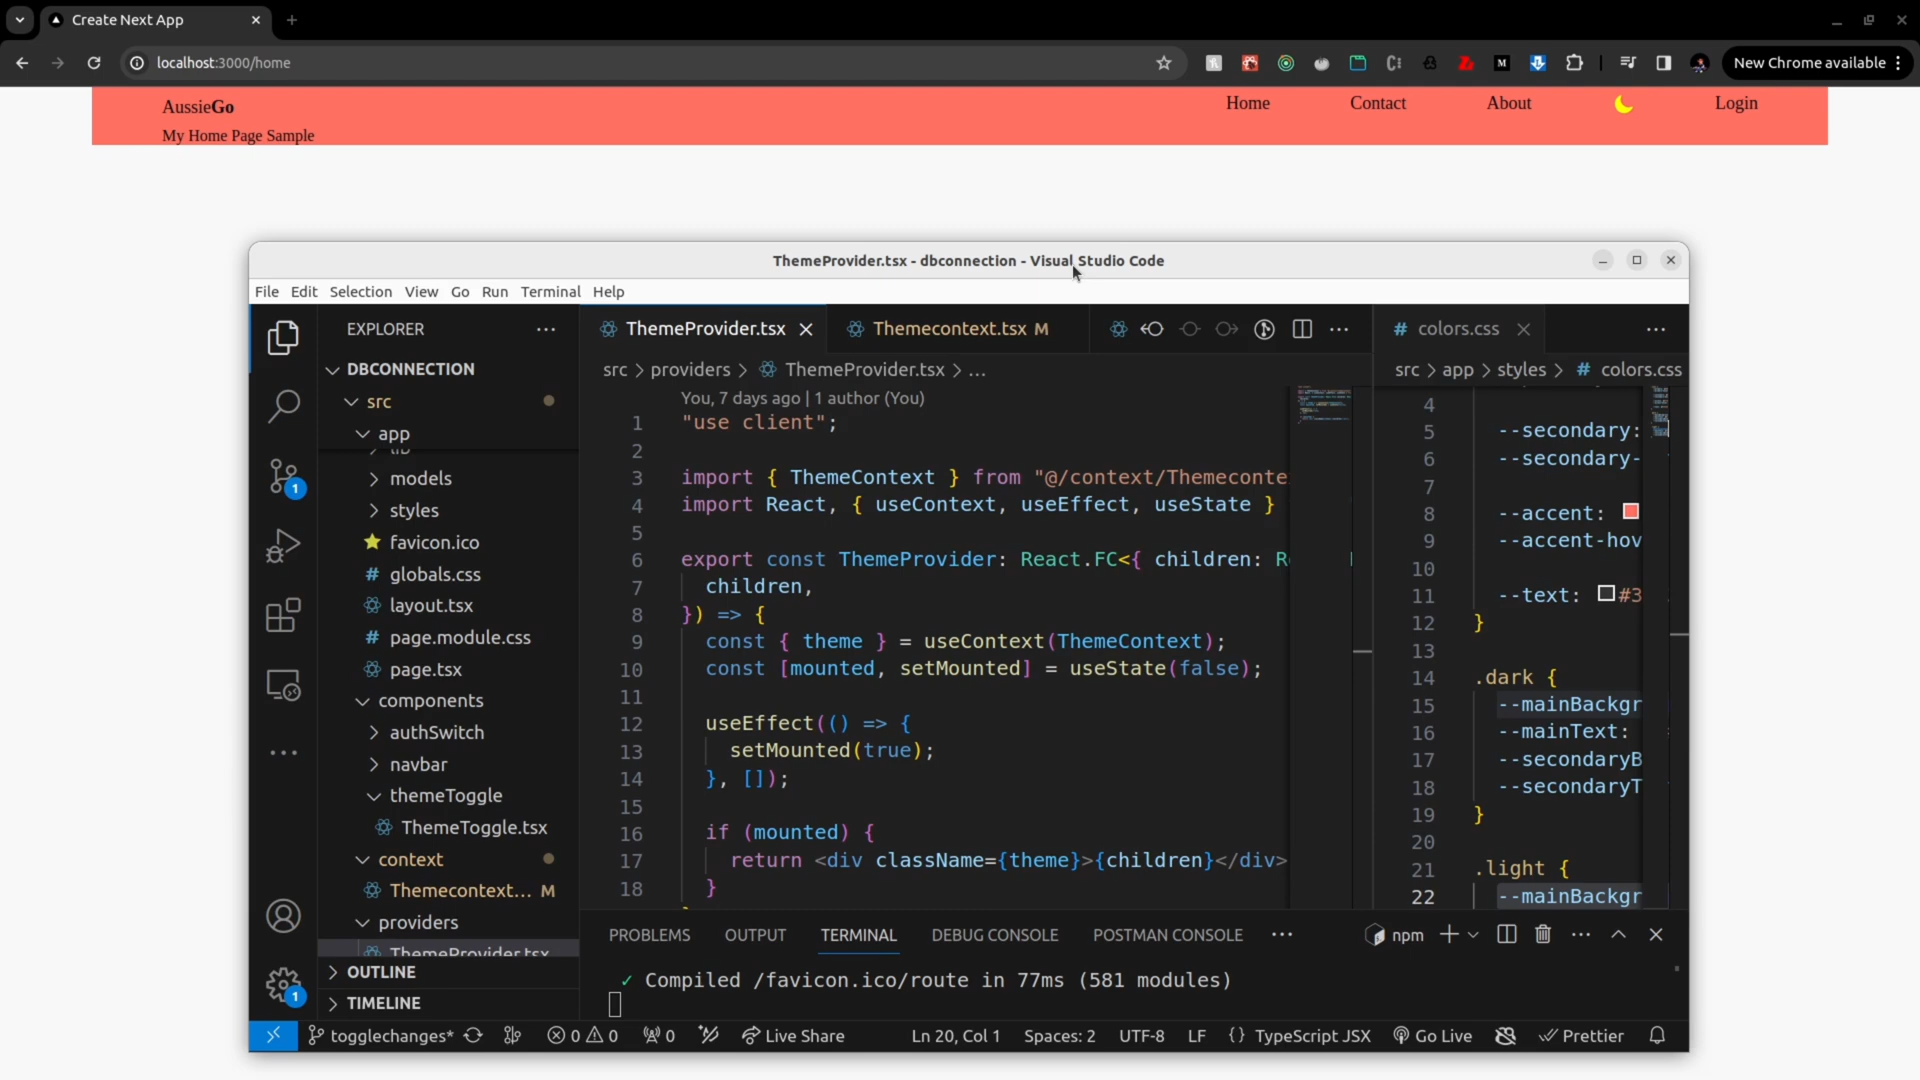 Create Next App
localhost:3000/home
New Chrome available
AussieGo
Home
Contact
About
Login
My Home Page Sample
ThemeProvider.tsx - dbconnection - Visual Studio Code
File Edit Selection View Go Run Terminal Help
EXPLORER
DBCONNECTION
src
app
lib
models
styles
favicon.ico
globals.css
layout.tsx
page.module.css
page.tsx
components
authSwitch
navbar
themeToggle
ThemeToggle.tsx
context
Themecontext... M
providers
ThemeProvider.tsx
OUTLINE
TIMELINE
ThemeProvider.tsx
Themecontext.tsx M
src > providers > ThemeProvider.tsx > ...
You, 7 days ago | 1 author (You)
1 "use client";
2
3 import { ThemeContext } from "@/context/Themeconte
4 import React, { useContext, useEffect, useState }
5
6 export const ThemeProvider: React.FC<{ children: R
7 children,
8 }) => {
9 const { theme } = useContext(ThemeContext);
10 const [mounted, setMounted] = useState(false);
11
12 useEffect(() => {
13 setMounted(true);
14 }, []);
15
16 if (mounted) {
17 return <div className={theme}>{children}</div>
18 }
# colors.css
src > app > styles > # colors.css
4
5 --secondary:
6 --secondary-
7
8 --accent:
9 --accent-hov
10
11 --text: #3
12 }
13
14 .dark {
15 --mainBackgr
16 --mainText:
17 --secondaryB
18 --secondaryT
19 }
20
21 .light {
22 --mainBackgr
PROBLEMS OUTPUT TERMINAL DEBUG CONSOLE POSTMAN CONSOLE ... npm
✓ Compiled /favicon.ico/route in 77ms (581 modules)
togglechanges* 0 0 0 Live Share Ln 20, Col 1 Spaces: 2 UTF-8 LF {} TypeScript JSX Go Live Prettier